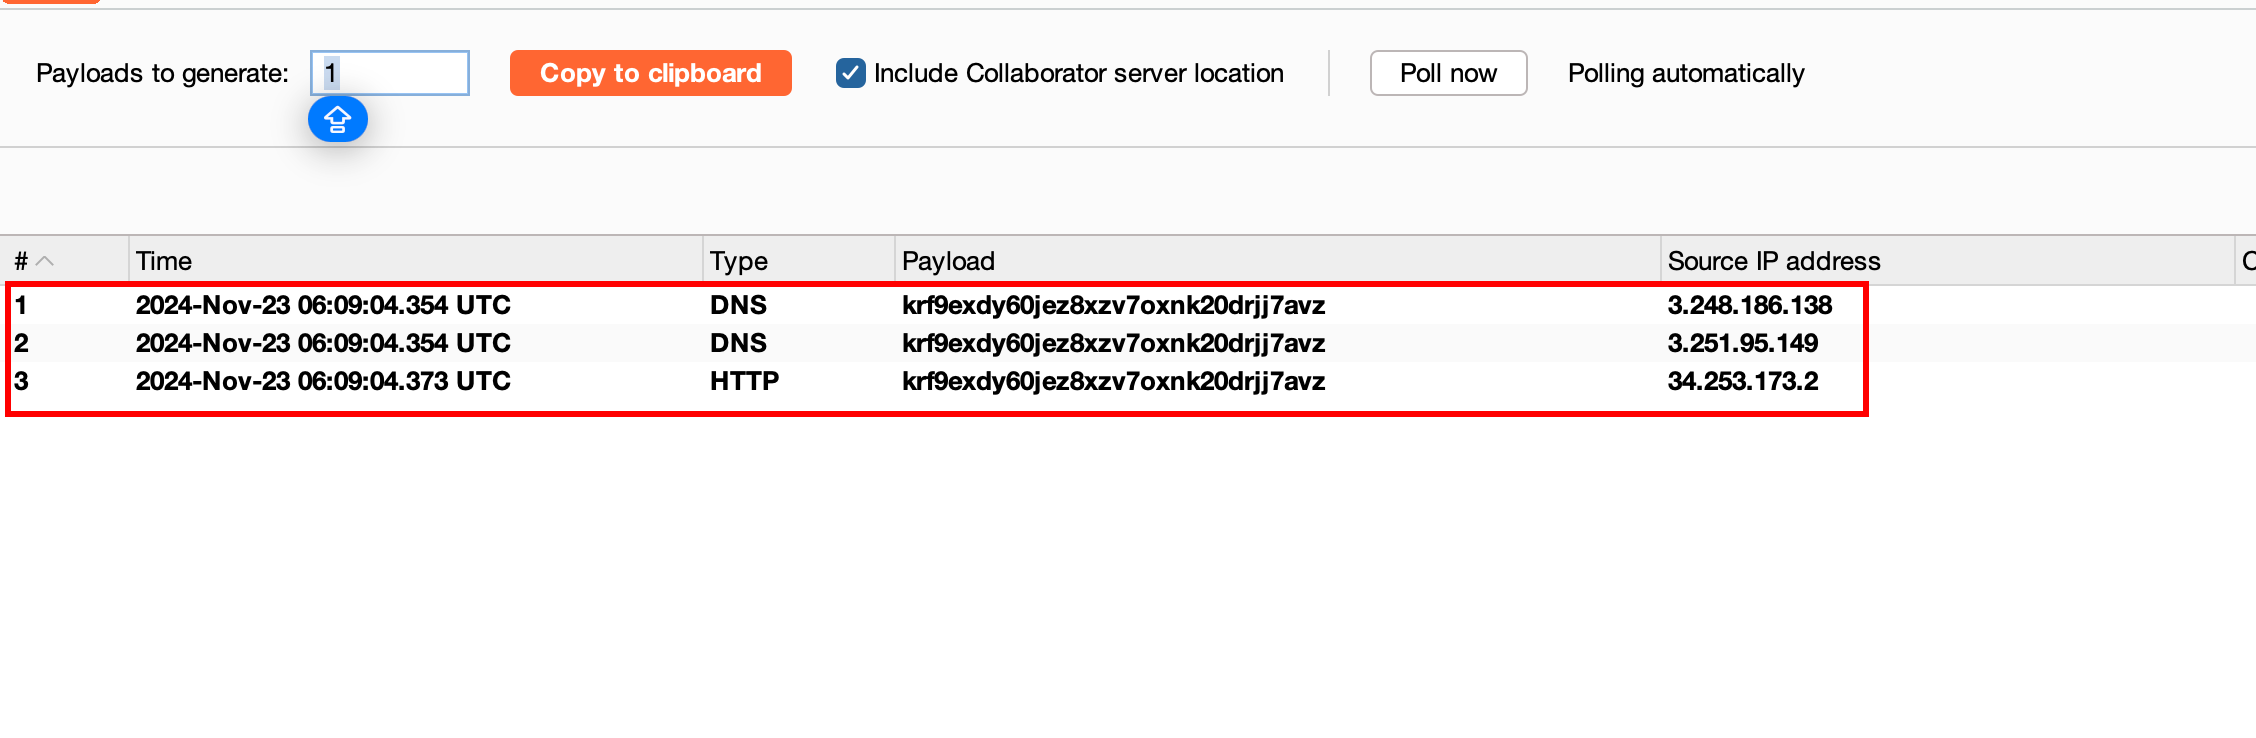 Payloads to generate: 1 Copy to clipboard Include Collaborator server location Poll now Polling automatically
# Time Type Payload Source IP address
1 2024-Nov-23 06:09:04.354 UTC DNS krf9exdy60jez8xzv7oxnk20drjj7avz 3.248.186.138
2 2024-Nov-23 06:09:04.354 UTC DNS krf9exdy60jez8xzv7oxnk20drjj7avz 3.251.95.149
3 2024-Nov-23 06:09:04.373 UTC HTTP krf9exdy60jez8xzv7oxnk20drjj7avz 34.253.173.2